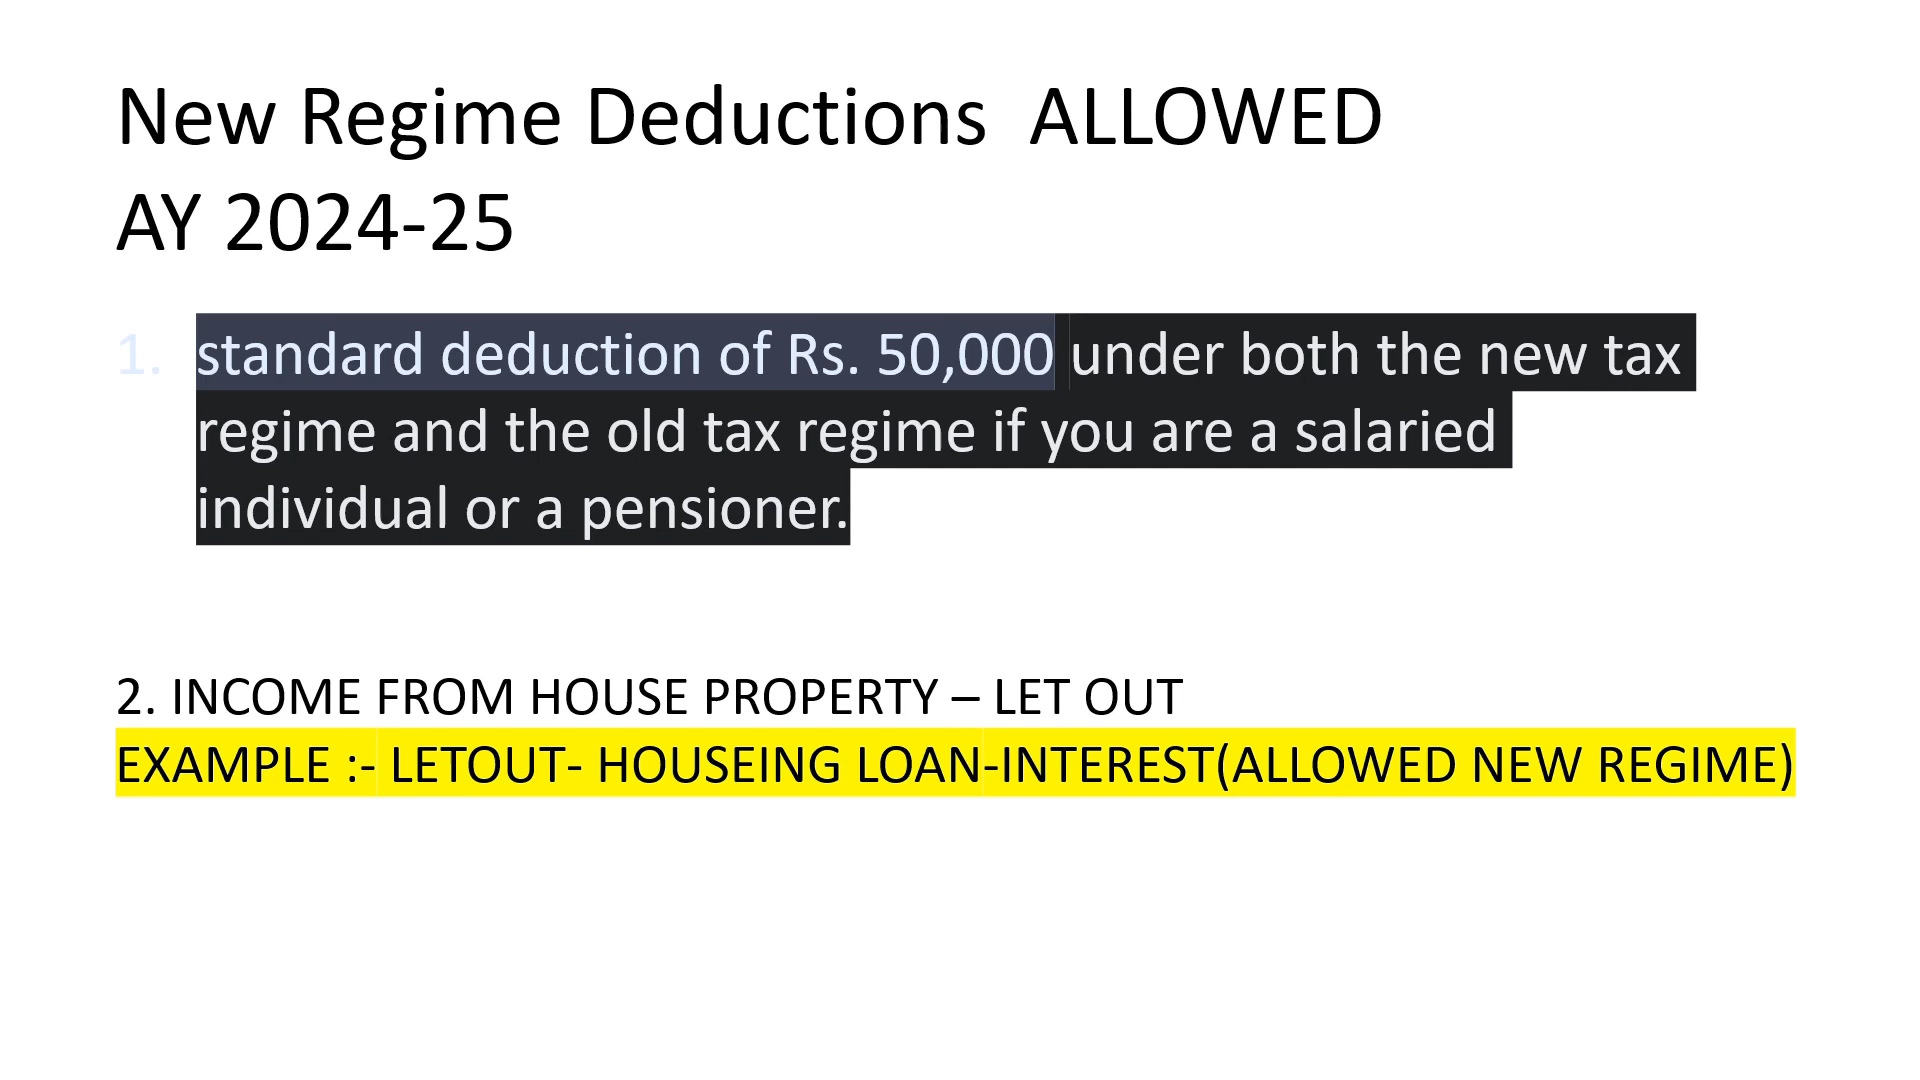 New Regime Deductions  ALLOWED
AY 2024-25
1. standard deduction of Rs. 50,000 under both the new tax
regime and the old tax regime if you are a salaried
individual or a pensioner.
2. INCOME FROM HOUSE PROPERTY – LET OUT
EXAMPLE :- LETOUT- HOUSEING LOAN-INTEREST(ALLOWED NEW REGIME)